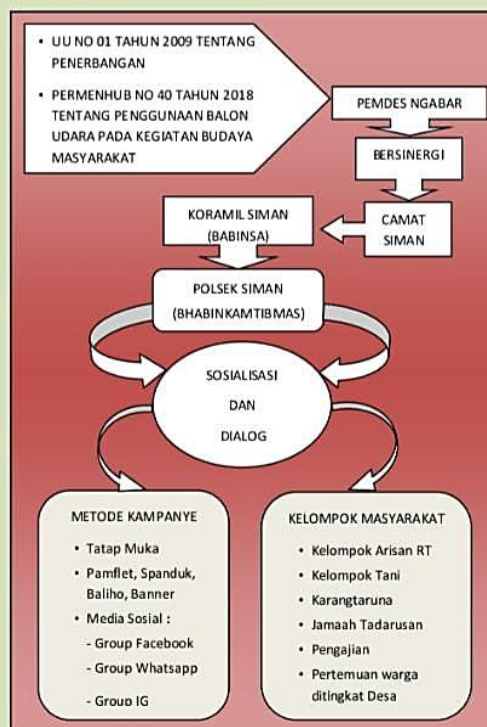 • UU NO 01 TAHUN 2009 TENTANG
PENERBANGAN
• PERMENHUB NO 40 TAHUN 2018
TENTANG PENGGUNAAN BALON
UDARA PADA KEGIATAN BUDAYA
MASYARAKAT
PEMDES NGABAR
BERSINERGI
CAMAT
SIMAN
KORAMIL SIMAN
(BABINSA)
POLSEK SIMAN
(BHABINKAMTIBMAS)
SOSIALISASI
DAN
DIALOG
METODE KAMPANYE
• Tatap Muka
• Pamflet, Spanduk,
Baliho, Banner
• Media Sosial :
- Group Facebook
- Group Whatsapp
- Group IG
KELOMPOK MASYARAKAT
• Kelompok Arisan RT
• Kelompok Tani
• Karangtaruna
• Jamaah Tadarusan
• Pengajian
• Pertemuan warga
ditingkat Desa